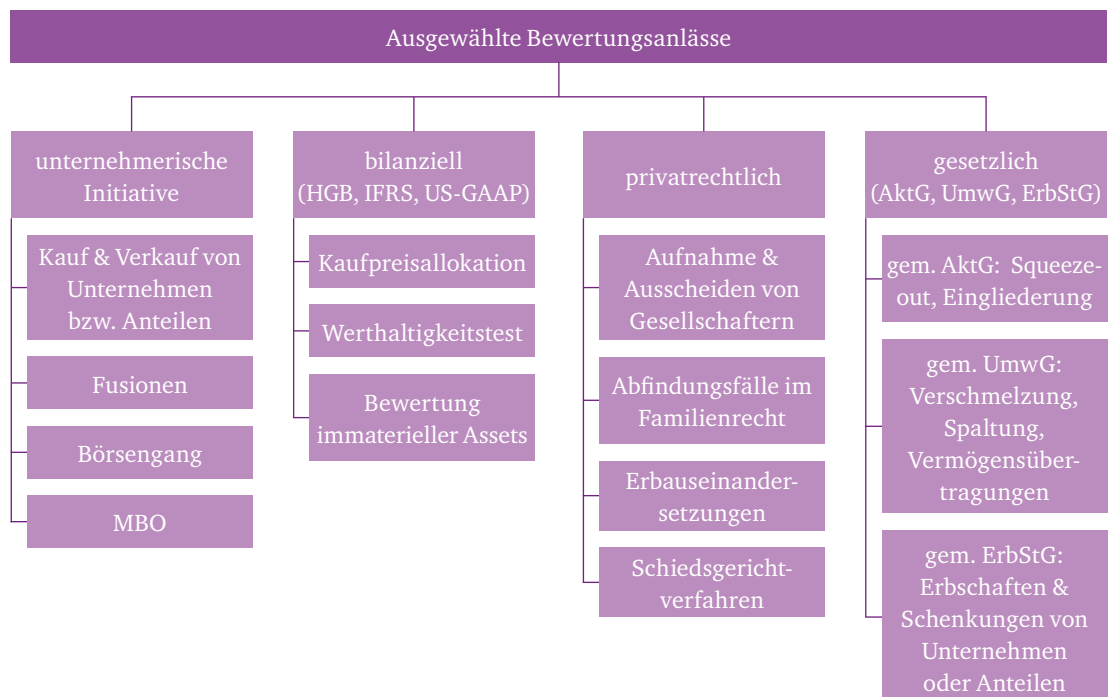 Ausgewählte Bewertungsanlässe
unternehmerische
Initiative
Kauf & Verkauf von
Unternehmen
bzw. Anteilen
Fusionen
Börsengang
MBO
bilanziell
(HGB, IFRS, US-GAAP)
Kaufpreisallokation
Werthaltigkeitstest
Bewertung
immaterieller Assets
privatrechtlich
Aufnahme &
Ausscheiden von
Gesellschaftern
Abfindungsfälle im
Familienrecht
Erbauseinander-
setzungen
Schiedsgericht-
verfahren
gesetzlich
(AktG, UmwG, ErbStG)
gem. AktG: Squeeze-
out, Eingliederung
gem. UmwG:
Verschmelzung,
Spaltung,
Vermögensüber-
tragungen
gem. ErbStG:
Erbschaften &
Schenkungen von
Unternehmen
oder Anteilen